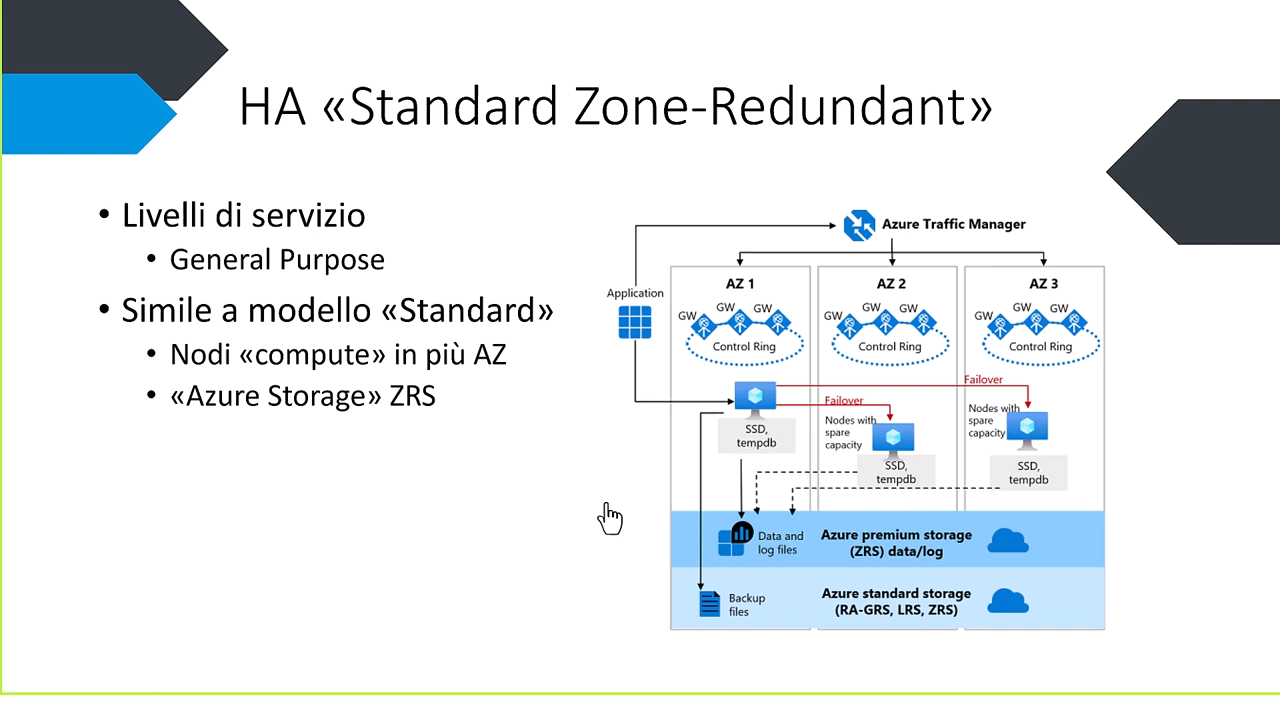 HA «Standard Zone-Redundant»
• Livelli di servizio
• General Purpose
• Simile a modello «Standard»
• Nodi «compute» in più AZ
• «Azure Storage» ZRS
Azure Traffic Manager
Application
AZ 1
AZ 2
AZ 3
GW
GW
GW
Control Ring
GW
GW
GW
Control Ring
GW
GW
GW
Control Ring
Failover
Failover
SSD,
tempdb
Nodes with
spare
capacity
SSD,
tempdb
Nodes with
spare
capacity
SSD,
tempdb
Data and
log files
Azure premium storage
(ZRS) data/log
Backup
files
Azure standard storage
(RA-GRS, LRS, ZRS)